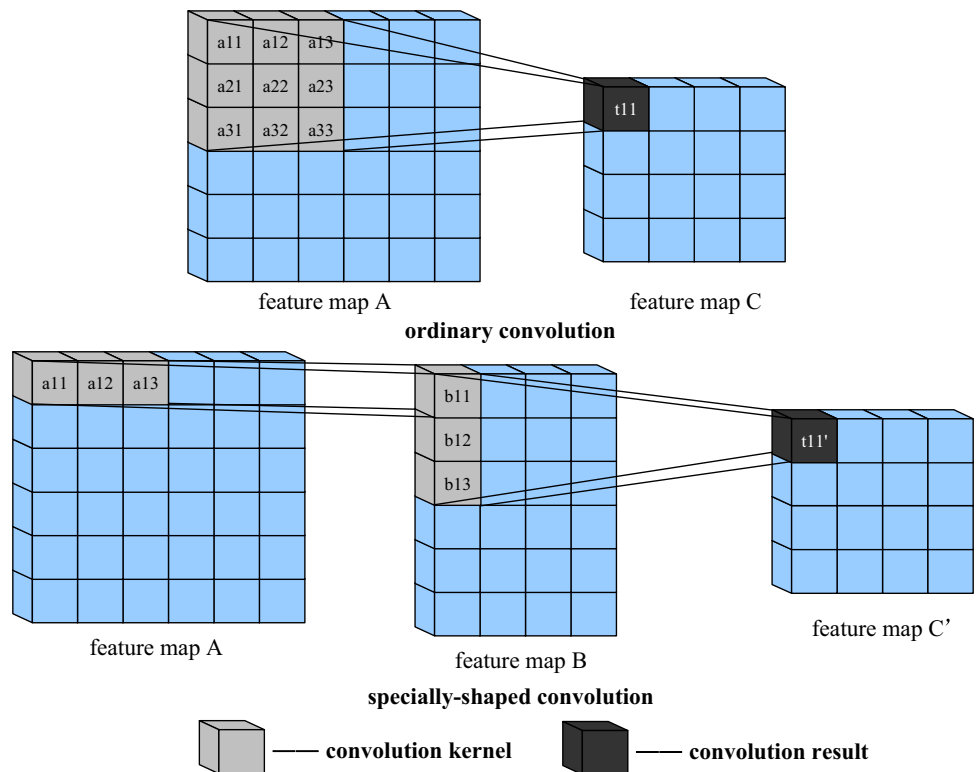 a11 a12 a13
a21 a22 a23
a31 a32 a33
t11
feature map A
feature map C
ordinary convolution
a11 a12 a13
b11
b12
b13
t11'
feature map A
feature map B
feature map C’
specially-shaped convolution
—— convolution kernel
—— convolution result